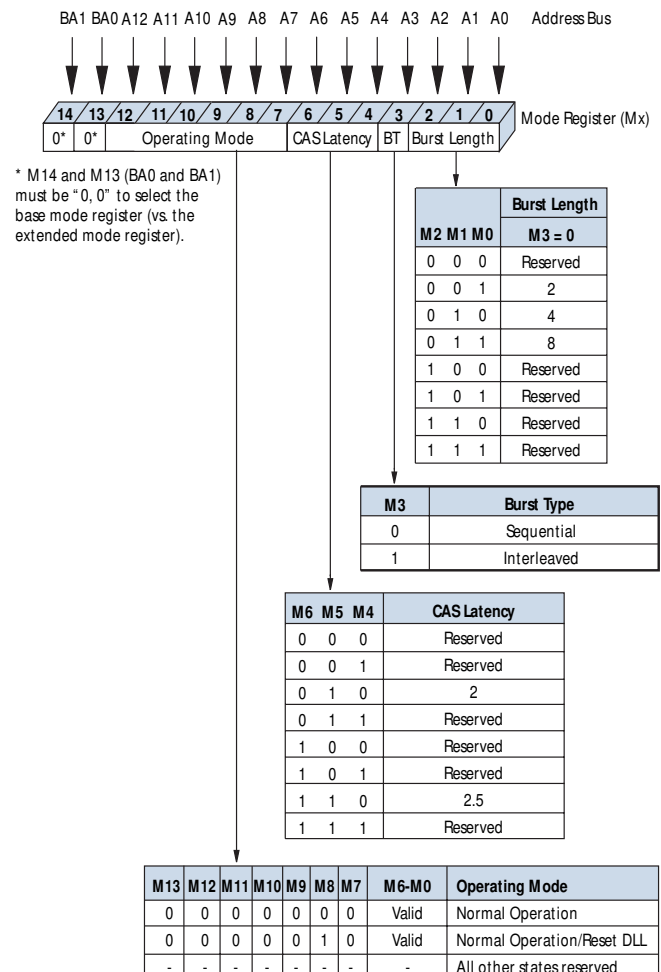 BA1 BA0 A12 A11 A10 A9 A8 A7 A6 A5 A4 A3 A2 A1 A0 Address Bus
14 13 12 11 10 9 8 7 6 5 4 3 2 1 0 Mode Register (Mx)
0* 0* Operating Mode CAS Latency BT Burst Length
* M14 and M13 (BA0 and BA1)
must be "0, 0" to select the
base mode register (vs. the
extended mode register).
Burst Length
M2 M1 M0 M3 = 0
0 0 0 Reserved
0 0 1 2
0 1 0 4
0 1 1 8
1 0 0 Reserved
1 0 1 Reserved
1 1 0 Reserved
1 1 1 Reserved
M3 Burst Type
0 Sequential
1 Interleaved
M6 M5 M4 CAS Latency
0 0 0 Reserved
0 0 1 Reserved
0 1 0 2
0 1 1 Reserved
1 0 0 Reserved
1 0 1 Reserved
1 1 0 2.5
1 1 1 Reserved
M13 M12 M11 M10 M9 M8 M7 M6-M0 Operating Mode
0 0 0 0 0 0 0 Valid Normal Operation
0 0 0 0 0 1 0 Valid Normal Operation/Reset DLL
- - - - - - - - All other states reserved